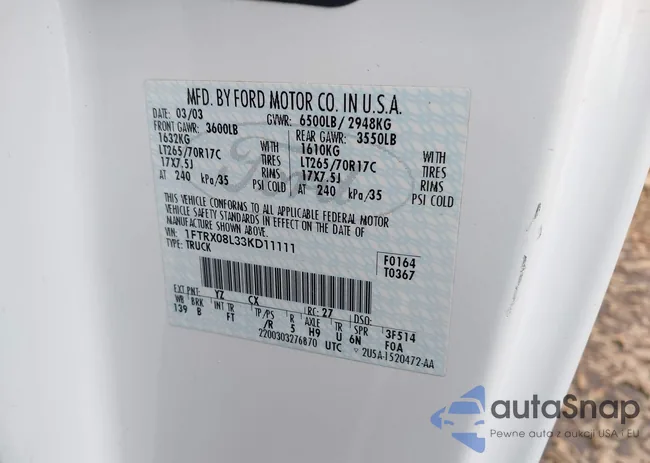 MFD. BY FORD MOTOR CO. IN U.S.A.
DATE: 03/03 GVWR: 6500LB/ 2948KG
FRONT GAWR: 3600LB REAR GAWR: 3550LB
1632KG WITH 1610KG WITH
LT265/70R17C TIRES LT265/70R17C TIRES
17X7.5J RIMS 17X7.5J RIMS
AT 240 kPa/35 PSI COLD AT 240 kPa/35 PSI COLD
THIS VEHICLE CONFORMS TO ALL APPLICABLE FEDERAL MOTOR
VEHICLE SAFETY STANDARDS IN EFFECT ON THE DATE OF
MANUFACTURE SHOWN ABOVE.
VIN: 1FTRX08L33KD11111
TYPE: TRUCK
F0164
T0367
EXT PNT: YZ CX RC: 27 DSO:
WB BRK INT TR TP/PS R AXLE TR SPR 3F514
139 B FT /R 5 H9 U 6N F0A
2200303276870 UTC 2U5A-1520472-AA
Ford
autaSnap
Pewne auta z aukcji USA i EU